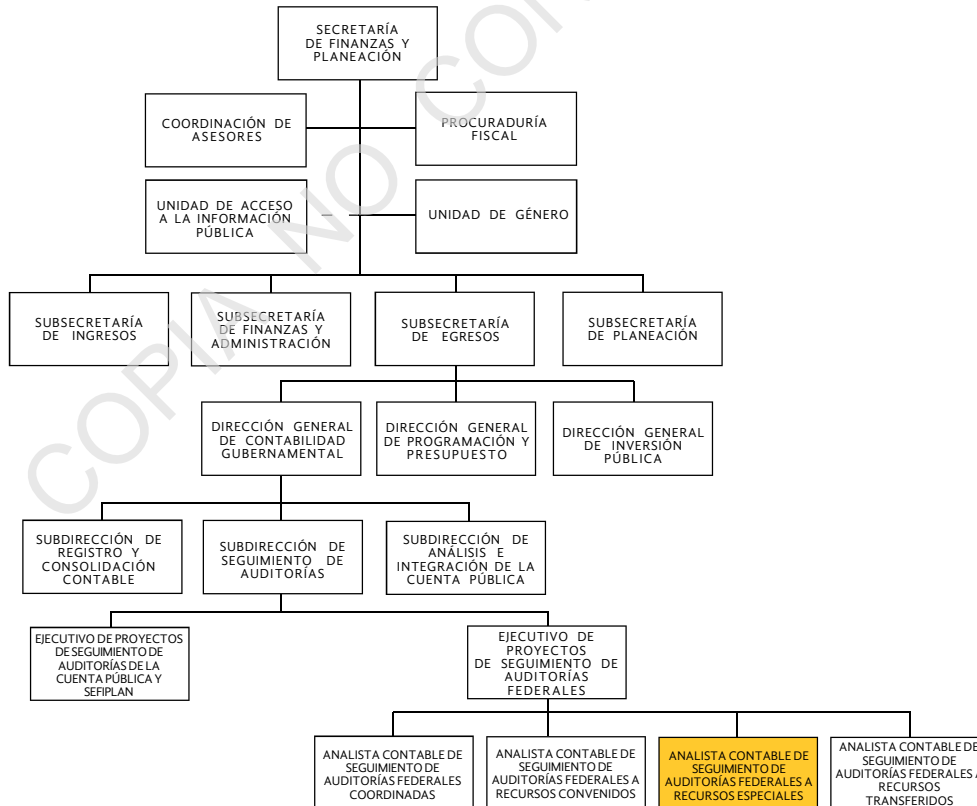 SECRETARÍA
DE FINANZAS Y
PLANEACIÓN
COORDINACIÓN DE
ASESORES
PROCURADURÍA
FISCAL
UNIDAD DE ACCESO
A LA INFORMACIÓN
PÚBLICA
UNIDAD DE GÉNERO
SUBSECRETARÍA
DE INGRESOS
SUBSECRETARÍA
DE FINANZAS Y
ADMINISTRACIÓN
SUBSECRETARÍA
DE EGRESOS
SUBSECRETARÍA
DE PLANEACIÓN
DIRECCIÓN GENERAL
DE CONTABILIDAD
GUBERNAMENTAL
DIRECCIÓN GENERAL
DE PROGRAMACIÓN Y
PRESUPUESTO
DIRECCIÓN GENERAL
DE INVERSIÓN
PÚBLICA
SUBDIRECCIÓN DE
REGISTRO Y
CONSOLIDACIÓN
CONTABLE
SUBDIRECCIÓN DE
SEGUIMIENTO DE
AUDITORÍAS
SUBDIRECCIÓN DE
ANÁLISIS E
INTEGRACIÓN DE LA
CUENTA PÚBLICA
EJECUTIVO DE PROYECTOS
DE SEGUIMIENTO DE
AUDITORÍAS DE LA
CUENTA PÚBLICA Y
SEFIPLAN
EJECUTIVO DE
PROYECTOS
DE SEGUIMIENTO DE
AUDITORÍAS
FEDERALES
ANALISTA CONTABLE DE
SEGUIMIENTO DE
AUDITORÍAS FEDERALES
COORDINADAS
ANALISTA CONTABLE DE
SEGUIMIENTO DE
AUDITORÍAS FEDERALES A
RECURSOS CONVENIDOS
ANALISTA CONTABLE DE
SEGUIMIENTO DE
AUDITORÍAS FEDERALES A
RECURSOS ESPECIALES
ANALISTA CONTABLE DE
SEGUIMIENTO DE
AUDITORÍAS FEDERALES A
RECURSOS
TRANSFERIDOS
COPIA NO CON